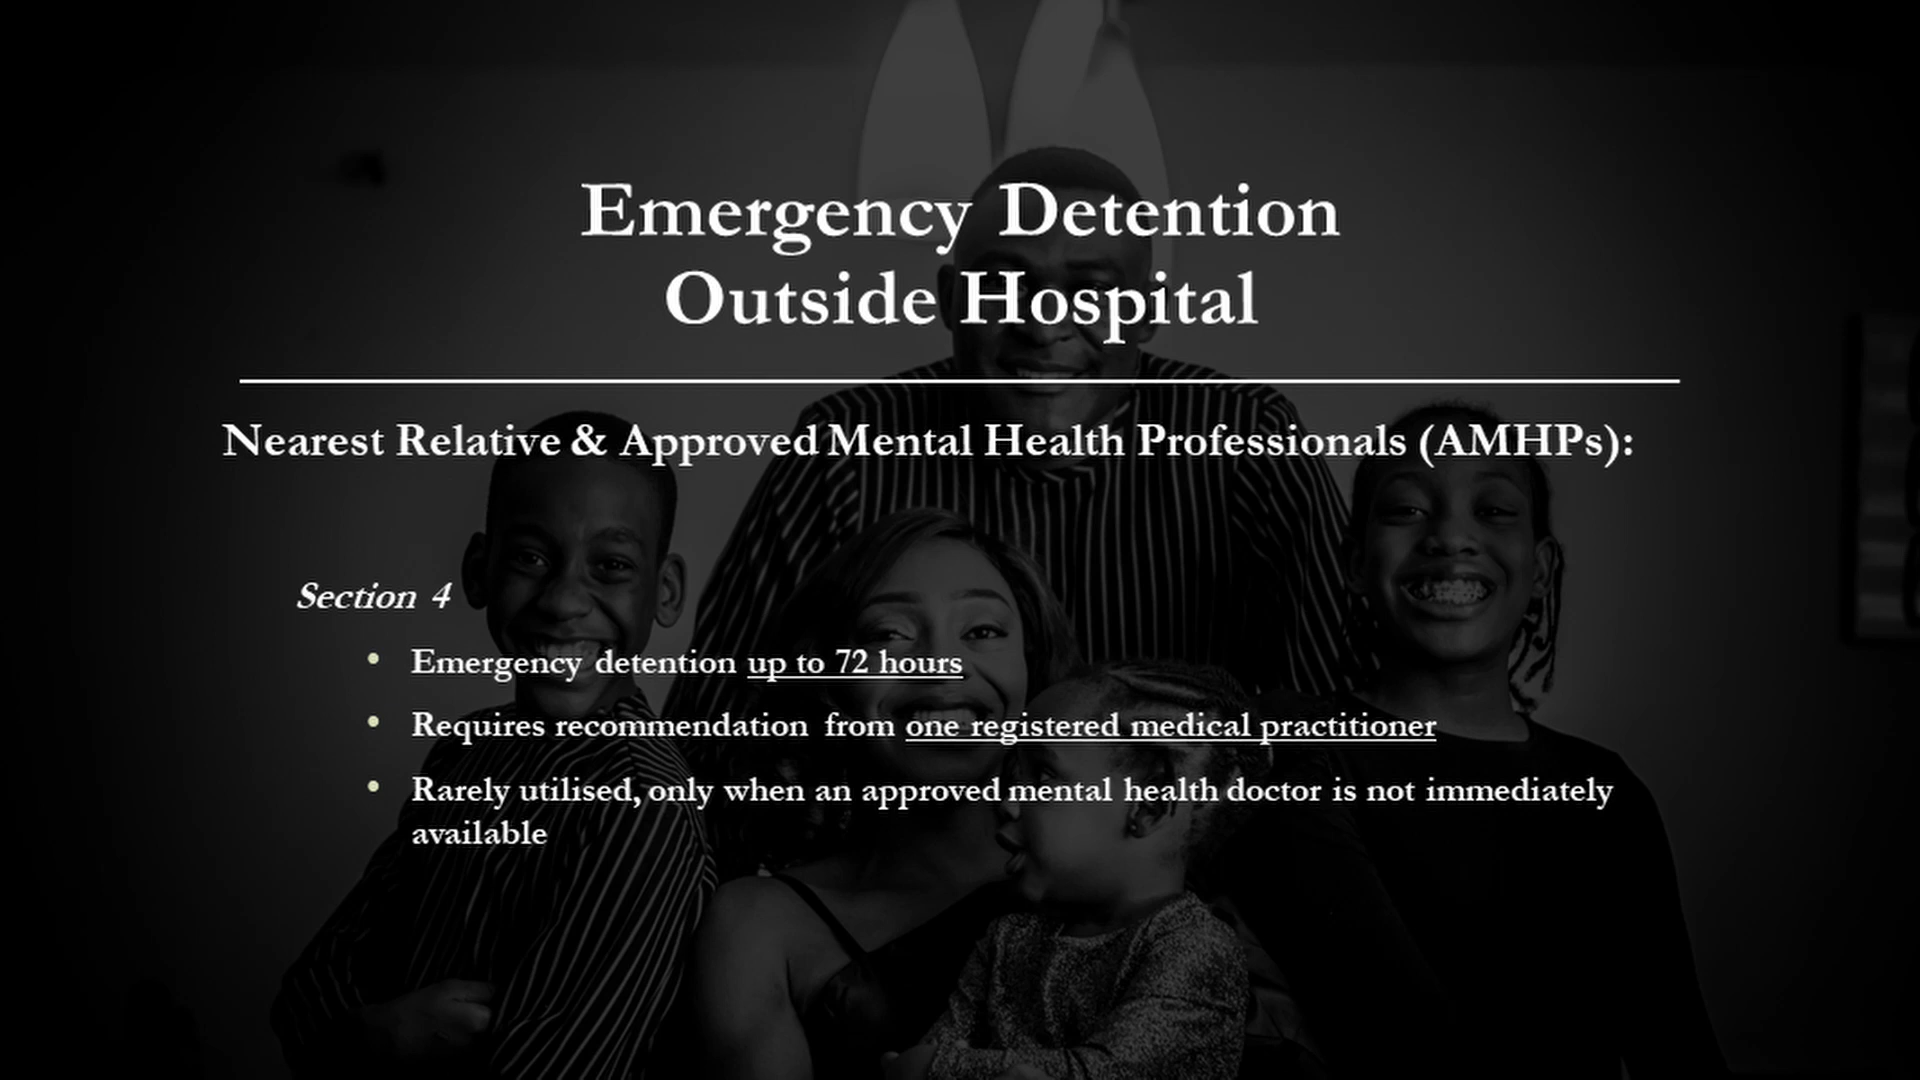 Emergency Detention
Outside Hospital
Nearest Relative & Approved Mental Health Professionals (AMHPs):
Section 4
• Emergency detention up to 72 hours
• Requires recommendation from one registered medical practitioner
• Rarely utilised, only when an approved mental health doctor is not immediately
available